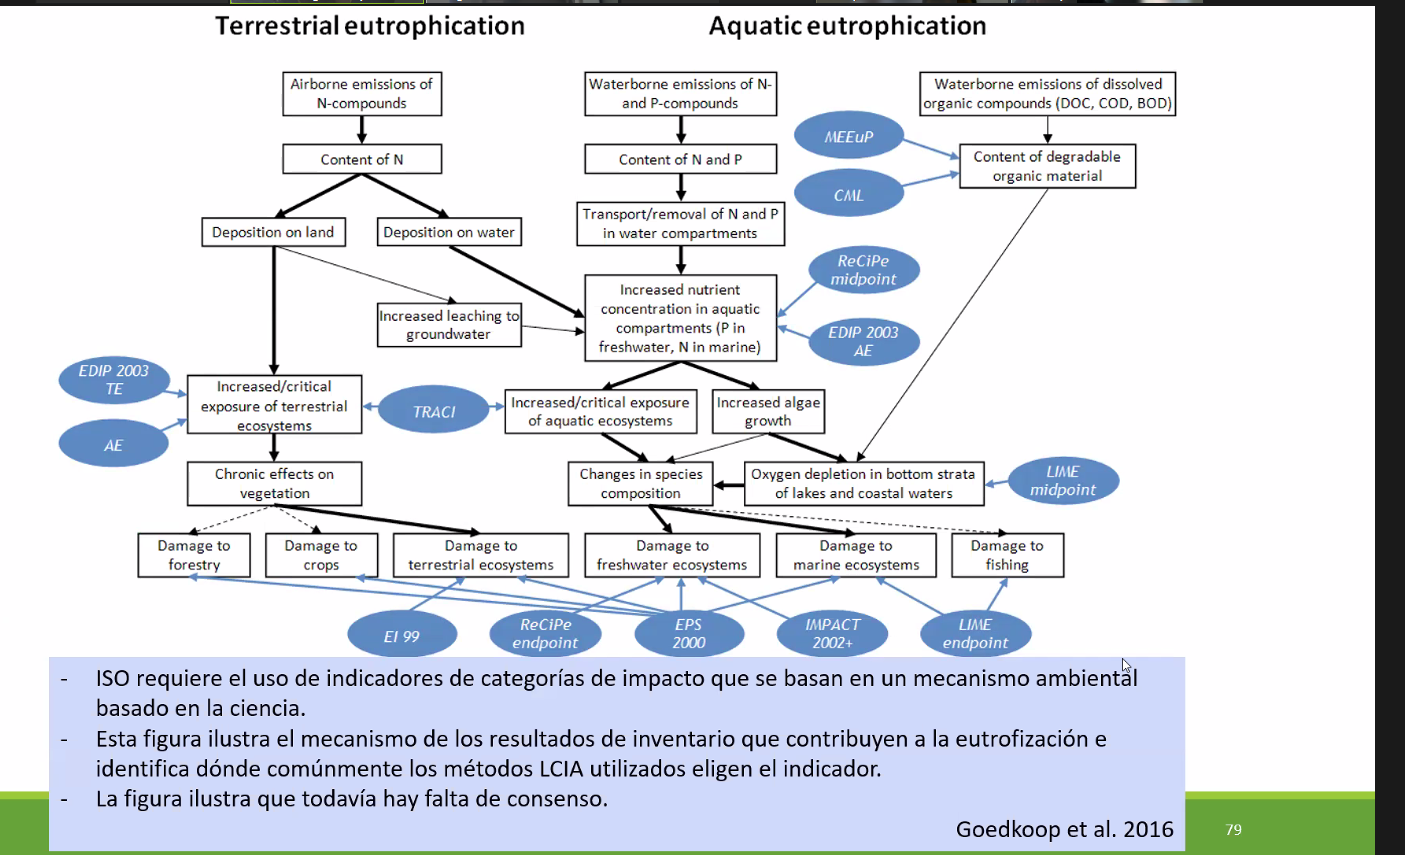 Terrestrial eutrophication
Aquatic eutrophication
Airborne emissions of
N-compounds
Waterborne emissions of N-
and P-compounds
Waterborne emissions of dissolved
organic compounds (DOC, COD, BOD)
MEEuP
Content of N
Content of N and P
Content of degradable
organic material
CML
Deposition on land
Deposition on water
Transport/removal of N and P
in water compartments
ReCiPe
midpoint
Increased leaching to
groundwater
Increased nutrient
concentration in aquatic
compartments (P in
freshwater, N in marine)
EDIP 2003
AE
EDIP 2003
TE
AE
Increased/critical
exposure of terrestrial
ecosystems
TRACI
Increased/critical exposure
of aquatic ecosystems
Increased algae
growth
Chronic effects on
vegetation
Changes in species
composition
Oxygen depletion in bottom strata
of lakes and coastal waters
LIME
midpoint
Damage to
forestry
Damage to
crops
Damage to
terrestrial ecosystems
Damage to
freshwater ecosystems
Damage to
marine ecosystems
Damage to
fishing
EI 99
ReCiPe
endpoint
EPS
2000
IMPACT
2002+
LIME
endpoint
- ISO requiere el uso de indicadores de categorías de impacto que se basan en un mecanismo ambiental
basado en la ciencia.
- Esta figura ilustra el mecanismo de los resultados de inventario que contribuyen a la eutrofización e
identifica dónde comúnmente los métodos LCIA utilizados eligen el indicador.
- La figura ilustra que todavía hay falta de consenso.
Goedkoop et al. 2016
79